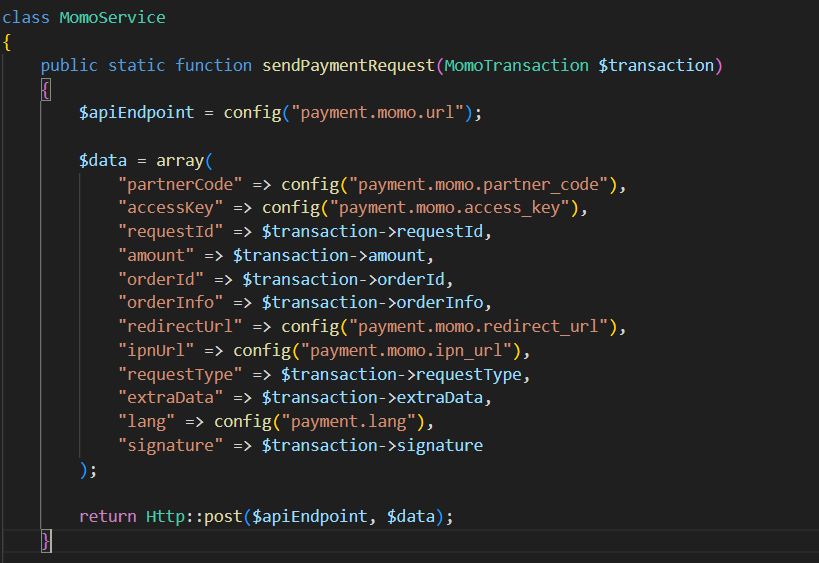 class MomoService
{
    public static function sendPaymentRequest(MomoTransaction $transaction)
    {
        $apiEndpoint = config("payment.momo.url");

        $data = array(
            "partnerCode" => config("payment.momo.partner_code"),
            "accessKey" => config("payment.momo.access_key"),
            "requestId" => $transaction->requestId,
            "amount" => $transaction->amount,
            "orderId" => $transaction->orderId,
            "orderInfo" => $transaction->orderInfo,
            "redirectUrl" => config("payment.momo.redirect_url"),
            "ipnUrl" => config("payment.momo.ipn_url"),
            "requestType" => $transaction->requestType,
            "extraData" => $transaction->extraData,
            "lang" => config("payment.lang"),
            "signature" => $transaction->signature
        );

        return Http::post($apiEndpoint, $data);
    }